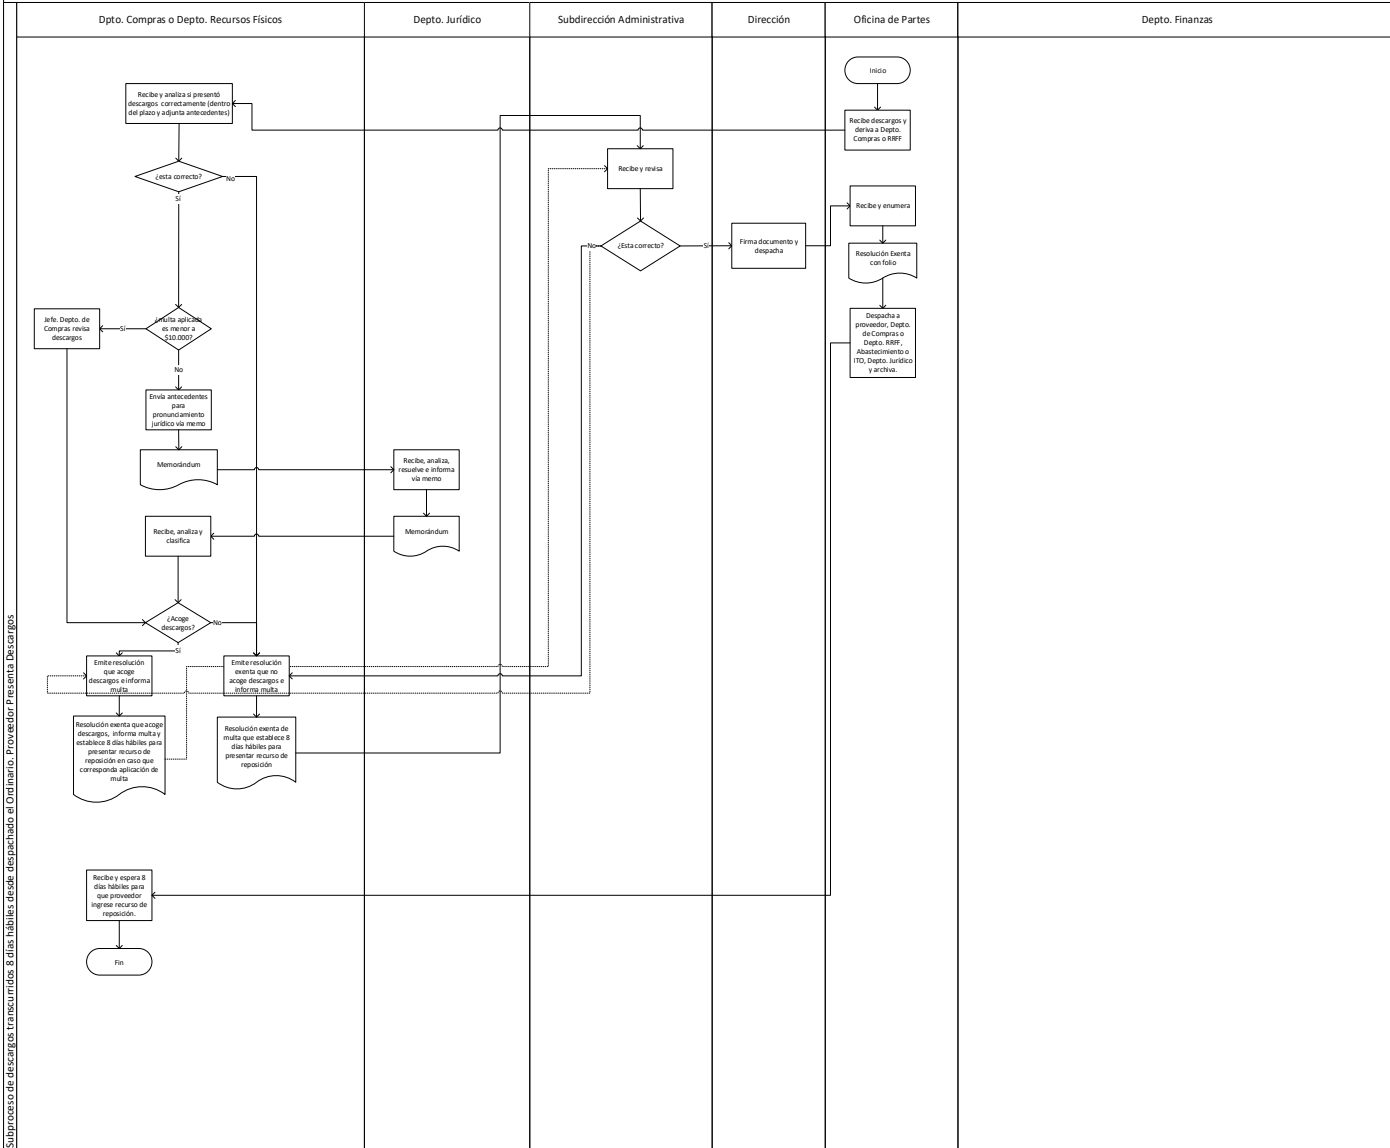 Dpto. Compras o Depto. Recursos Físicos
Depto. Jurídico
Subdirección Administrativa
Dirección
Oficina de Partes
Depto. Finanzas
Subproceso de descargos transcurridos 8 días hábiles desde despachado el Ordinario. Proveedor Presenta Descargos
Inicio
Recibe descargos y
deriva a Depto.
Compras o RRFF
Recibe y analiza si presentó
descargos correctamente (dentro
del plazo y adjunta antecedentes)
¿esta correcto?
No
Sí
Recibe y revisa
¿Esta correcto?
No
Sí
Firma documento y
despacha
Recibe y enumera
Resolución Exenta
con folio
Despacha a
proveedor, Depto.
de Compras o
Depto. RRFF,
Abastecimiento o
ITO, Depto. Jurídico
y archiva.
Jefe. Depto. de
Compras revisa
descargos
Sí
¿multa aplicada
es menor a
$10.000?
No
Envía antecedentes
para
pronunciamiento
jurídico vía memo
Memorándum
Recibe, analiza,
resuelve e informa
vía memo
Memorándum
Recibe, analiza y
clasifica
¿Acoge
descargos?
No
Sí
Emite resolución
que acoge
descargos e informa
multa
Emite resolución
exenta que no
acoge descargos e
informa multa
Resolución exenta que acoge
descargos, informa multa y
establece 8 días hábiles para
presentar recurso de
reposición en caso que
corresponda aplicación de
multa
Resolución exenta de
multa que establece 8
días hábiles para
presentar recurso de
reposición
Recibe y espera 8
días hábiles para
que proveedor
ingrese recurso de
reposición.
Fin